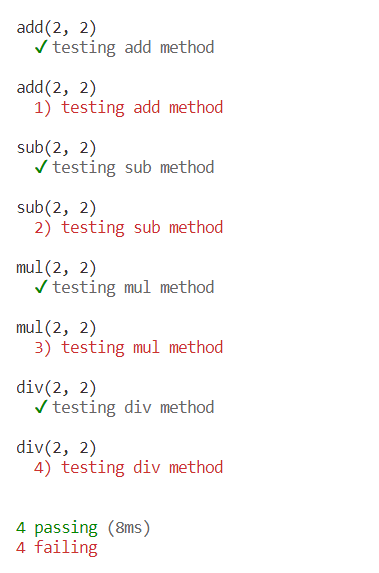 add(2, 2)
✓ testing add method
add(2, 2)
1) testing add method
sub(2, 2)
✓ testing sub method
sub(2, 2)
2) testing sub method
mul(2, 2)
✓ testing mul method
mul(2, 2)
3) testing mul method
div(2, 2)
✓ testing div method
div(2, 2)
4) testing div method
4 passing (8ms)
4 failing